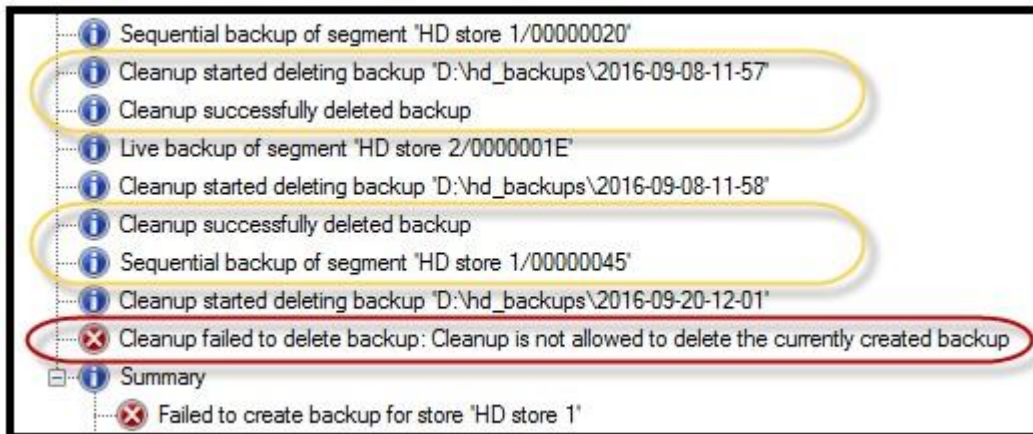 Sequential backup of segment "HD store 1/00000020"
Cleanup started deleting backup "D:\hd_backups\2016-09-08-11-57"
Cleanup successfully deleted backup
Live backup of segment "HD store 2/0000001E"
Cleanup started deleting backup "D:\hd_backups\2016-09-08-11-58"
Cleanup successfully deleted backup
Sequential backup of segment "HD store 1/00000045"
Cleanup started deleting backup "D:\hd_backups\2016-09-20-12-01"
Cleanup failed to delete backup: Cleanup is not allowed to delete the currently created backup
Summary
Failed to create backup for store "HD store 1"